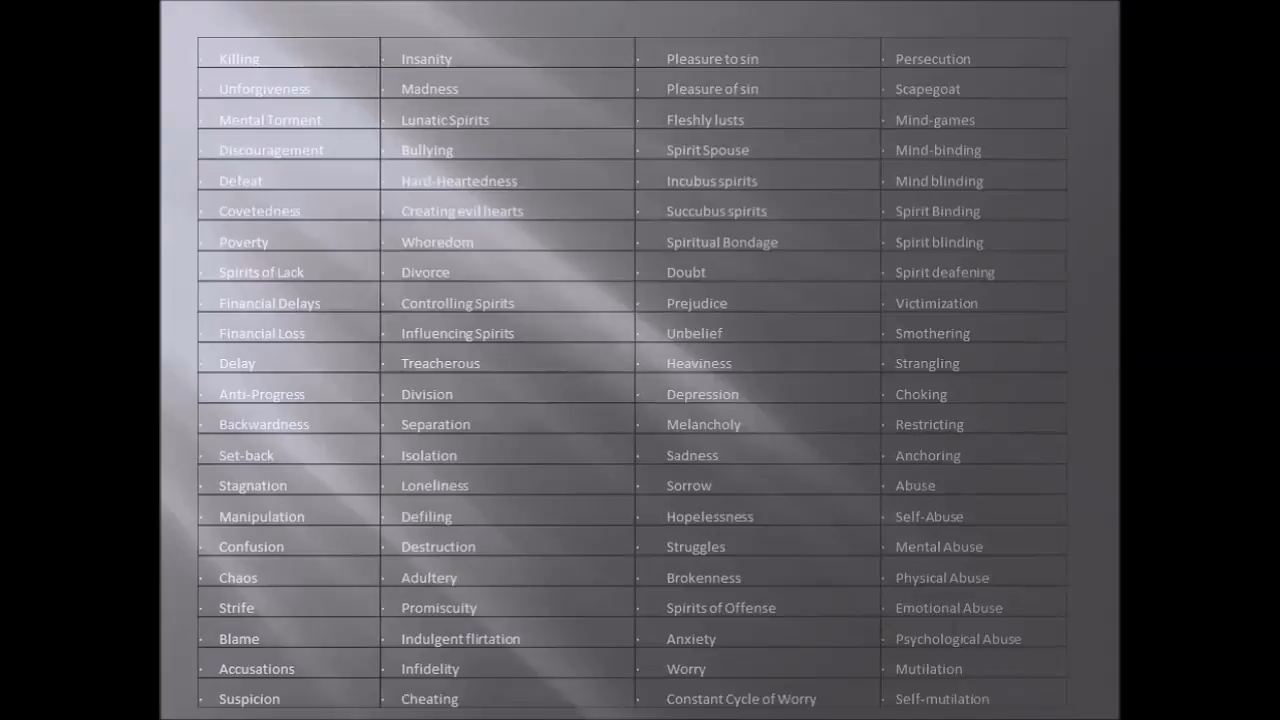 Killing Insanity Pleasure to sin Persecution
Unforgiveness Madness Pleasure of sin Scapegoat
Mental Torment Lunatic Spirits Fleshly lusts Mind-games
Discouragement Bullying Spirit Spouse Mind-binding
Defeat Hard-Heartedness Incubus spirits Mind blinding
Covetedness Creating evil hearts Succubus spirits Spirit Binding
Poverty Whoredom Spiritual Bondage Spirit blinding
Spirits of Lack Divorce Doubt Spirit deafening
Financial Delays Controlling Spirits Prejudice Victimization
Financial Loss Influencing Spirits Unbelief Smothering
Delay Treacherous Heaviness Strangling
Anti-Progress Division Depression Choking
Backwardness Separation Melancholy Restricting
Set-back Isolation Sadness Anchoring
Stagnation Loneliness Sorrow Abuse
Manipulation Defiling Hopelessness Self-Abuse
Confusion Destruction Struggles Mental Abuse
Chaos Adultery Brokenness Physical Abuse
Strife Promiscuity Spirits of Offense Emotional Abuse
Blame Indulgent flirtation Anxiety Psychological Abuse
Accusations Infidelity Worry Mutilation
Suspicion Cheating Constant Cycle of Worry Self-mutilation